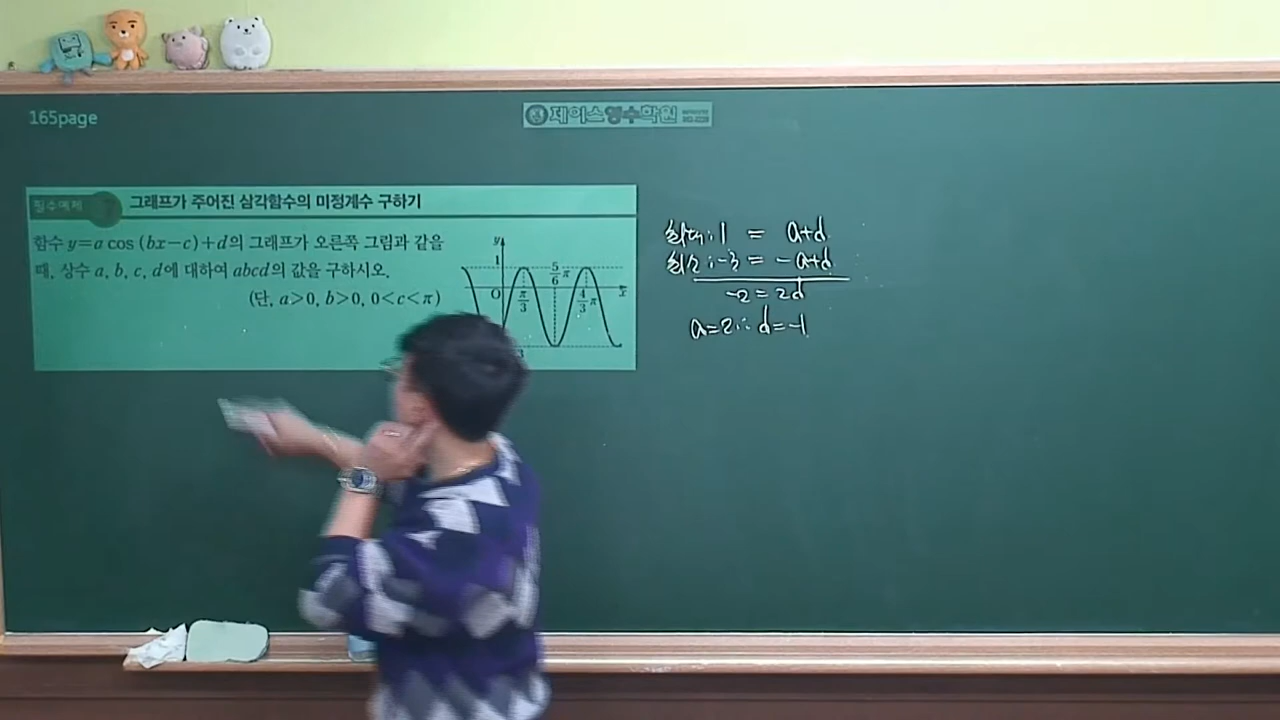 165page
제이스영수학원
필수예제
그래프가 주어진 삼각함수의 미정계수 구하기
함수 y=a cos (bx-c)+d의 그래프가 오른쪽 그림과 같을
때, 상수 a, b, c, d에 대하여 abcd의 값을 구하시오.
(단, a>0, b>0, 0<c<π)
y
1
5/6 π
O
x
π/3
4/3 π
최대:1 = a+d
최소:-3 = -a+d
-2=2d
a=2 ∴ d=-1